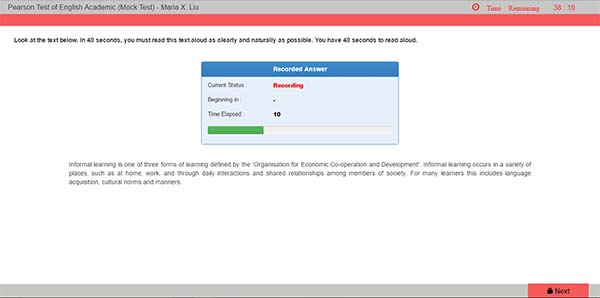 Pearson Test of English Academic (Mock Test) - Maria X. Liu
Time Remaining 38 : 19
Look at the text below. In 40 seconds, you must read this text aloud as clearly and naturally as possible. You have 40 seconds to read aloud.
Recorded Answer
Current Status : Recording
Beginning in : -
Time Elapsed : 10
Informal learning is one of three forms of learning defined by the 'Organisation for Economic Co-operation and Development'. Informal learning occurs in a variety of
places, such as at home, work, and through daily interactions and shared relationships among members of society. For many learners this includes language
acquisition, cultural norms and manners.
Next